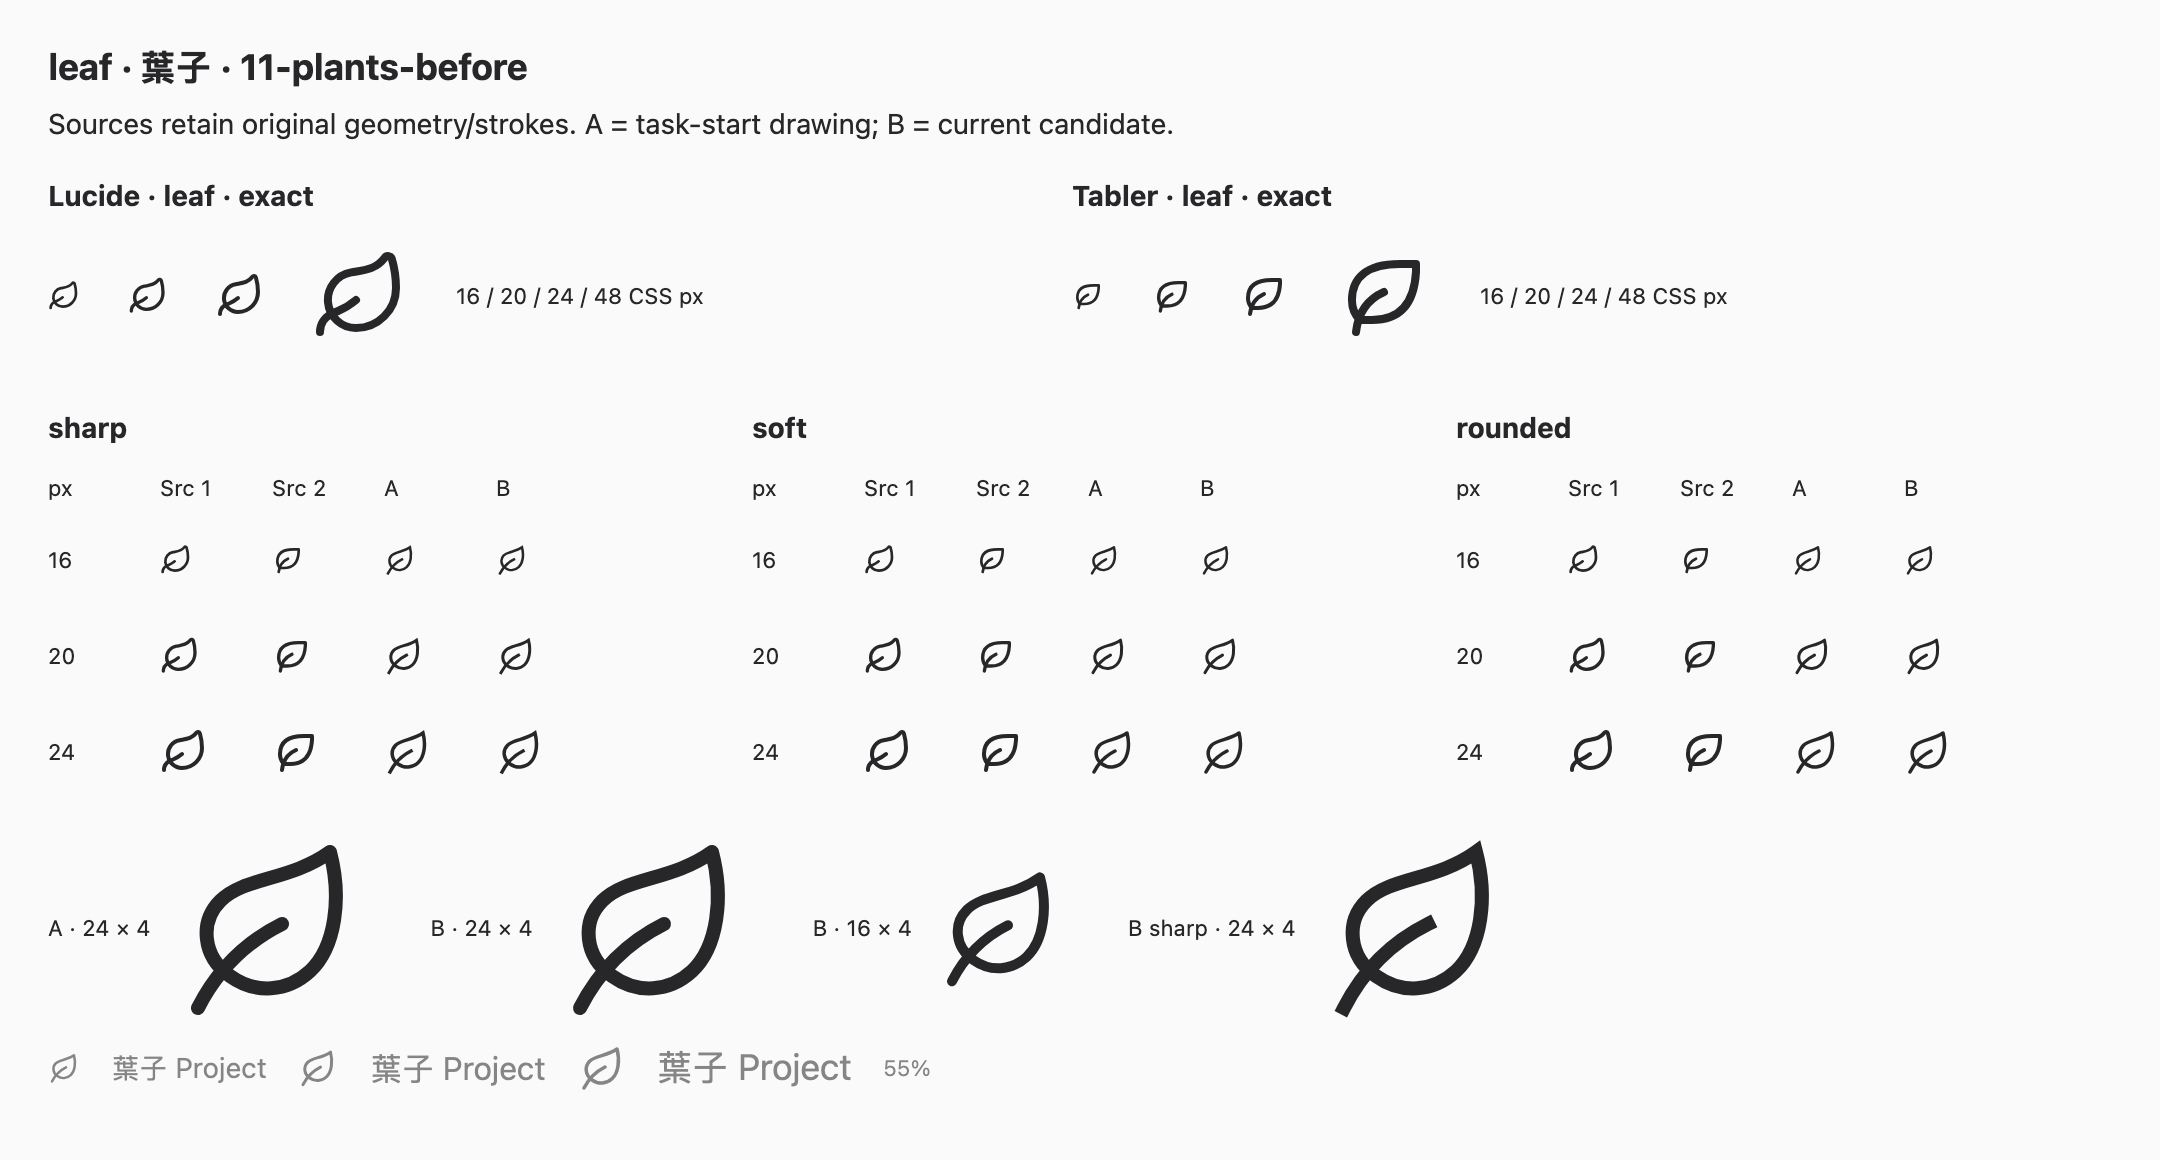 leaf · 葉子 · 11-plants-before
Sources retain original geometry/strokes. A = task-start drawing; B = current candidate.
Lucide · leaf · exact
Tabler · leaf · exact
16 / 20 / 24 / 48 CSS px
16 / 20 / 24 / 48 CSS px
sharp
soft
rounded
px Src 1 Src 2 A B
px Src 1 Src 2 A B
px Src 1 Src 2 A B
16
16
16
20
20
20
24
24
24
A · 24 × 4
B · 24 × 4
B · 16 × 4
B sharp · 24 × 4
葉子 Project
葉子 Project
葉子 Project
55%